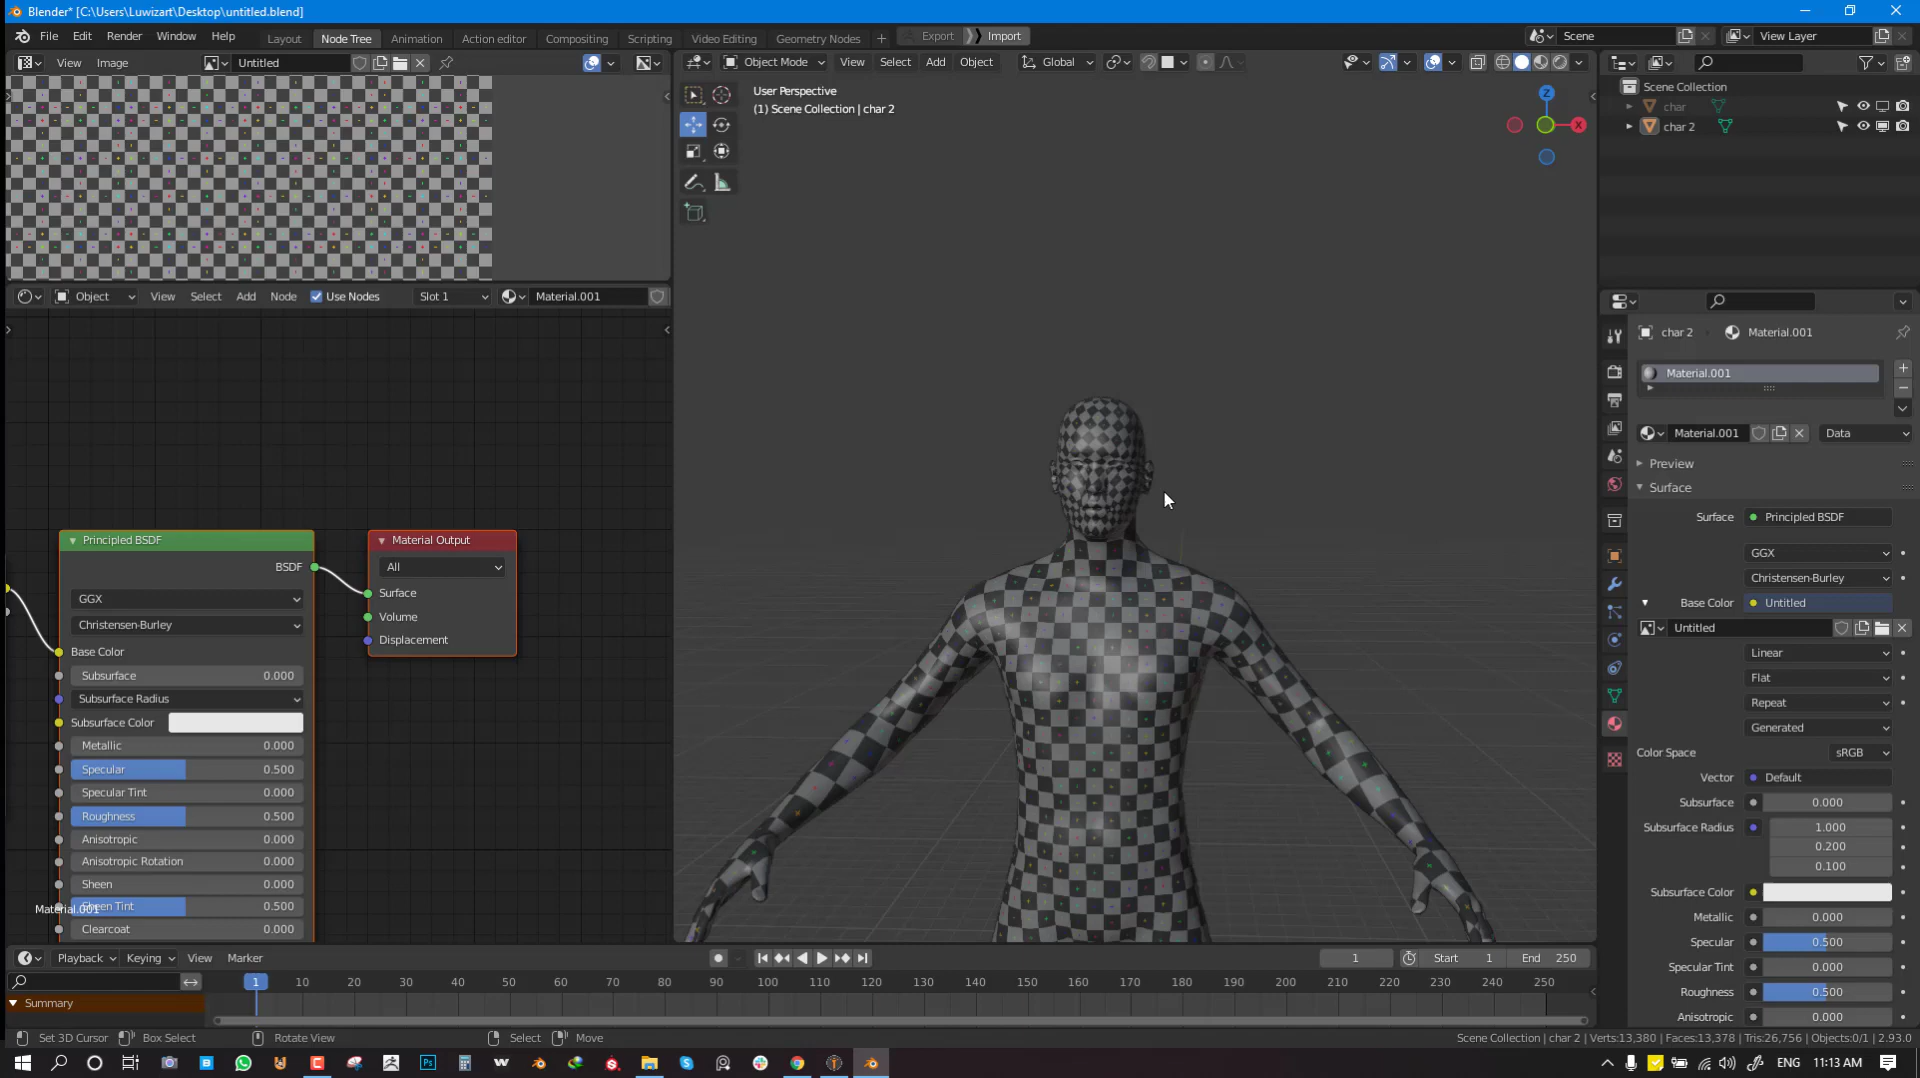 Blender* [C:\Users\Luwizart\Desktop\untitled.blend]
File Edit Render Window Help Layout Node Tree Animation Action editor Compositing Scripting Video Editing Geometry Nodes + Export Import Scene View Layer
View Image Untitled
Object Mode View Select Add Object Global
User Perspective
(1) Scene Collection | char 2
Z
X
Scene Collection
char
char 2
Object View Select Add Node Use Nodes Slot 1 Material.001
char 2 Material.001
Material.001
Material.001 Data
Preview
Surface
Surface Principled BSDF
GGX
Christensen-Burley
Base Color Untitled
Untitled
Linear
Flat
Repeat
Generated
Color Space sRGB
Vector Default
Subsurface 0.000
Subsurface Radius 1.000
0.200
0.100
Subsurface Color
Metallic 0.000
Specular 0.500
Specular Tint 0.000
Roughness 0.500
Anisotropic 0.000
Principled BSDF
BSDF
GGX
Christensen-Burley
Base Color
Subsurface 0.000
Subsurface Radius
Subsurface Color
Metallic 0.000
Specular 0.500
Specular Tint 0.000
Roughness 0.500
Anisotropic 0.000
Anisotropic Rotation 0.000
Sheen 0.000
Sheen Tint 0.500
Clearcoat 0.000
Material.001
Material Output
All
Surface
Volume
Displacement
Playback Keying View Marker 1 Start 1 End 250
1 10 20 30 40 50 60 70 80 90 100 110 120 130 140 150 160 170 180 190 200 210 220 230 240 250
Summary
Set 3D Cursor Box Select Rotate View Select Move Scene Collection | char 2 | Verts:13,380 | Faces:13,378 | Tris:26,756 | Objects:0/1 | 2.93.0
Ps W ENG 11:13 AM